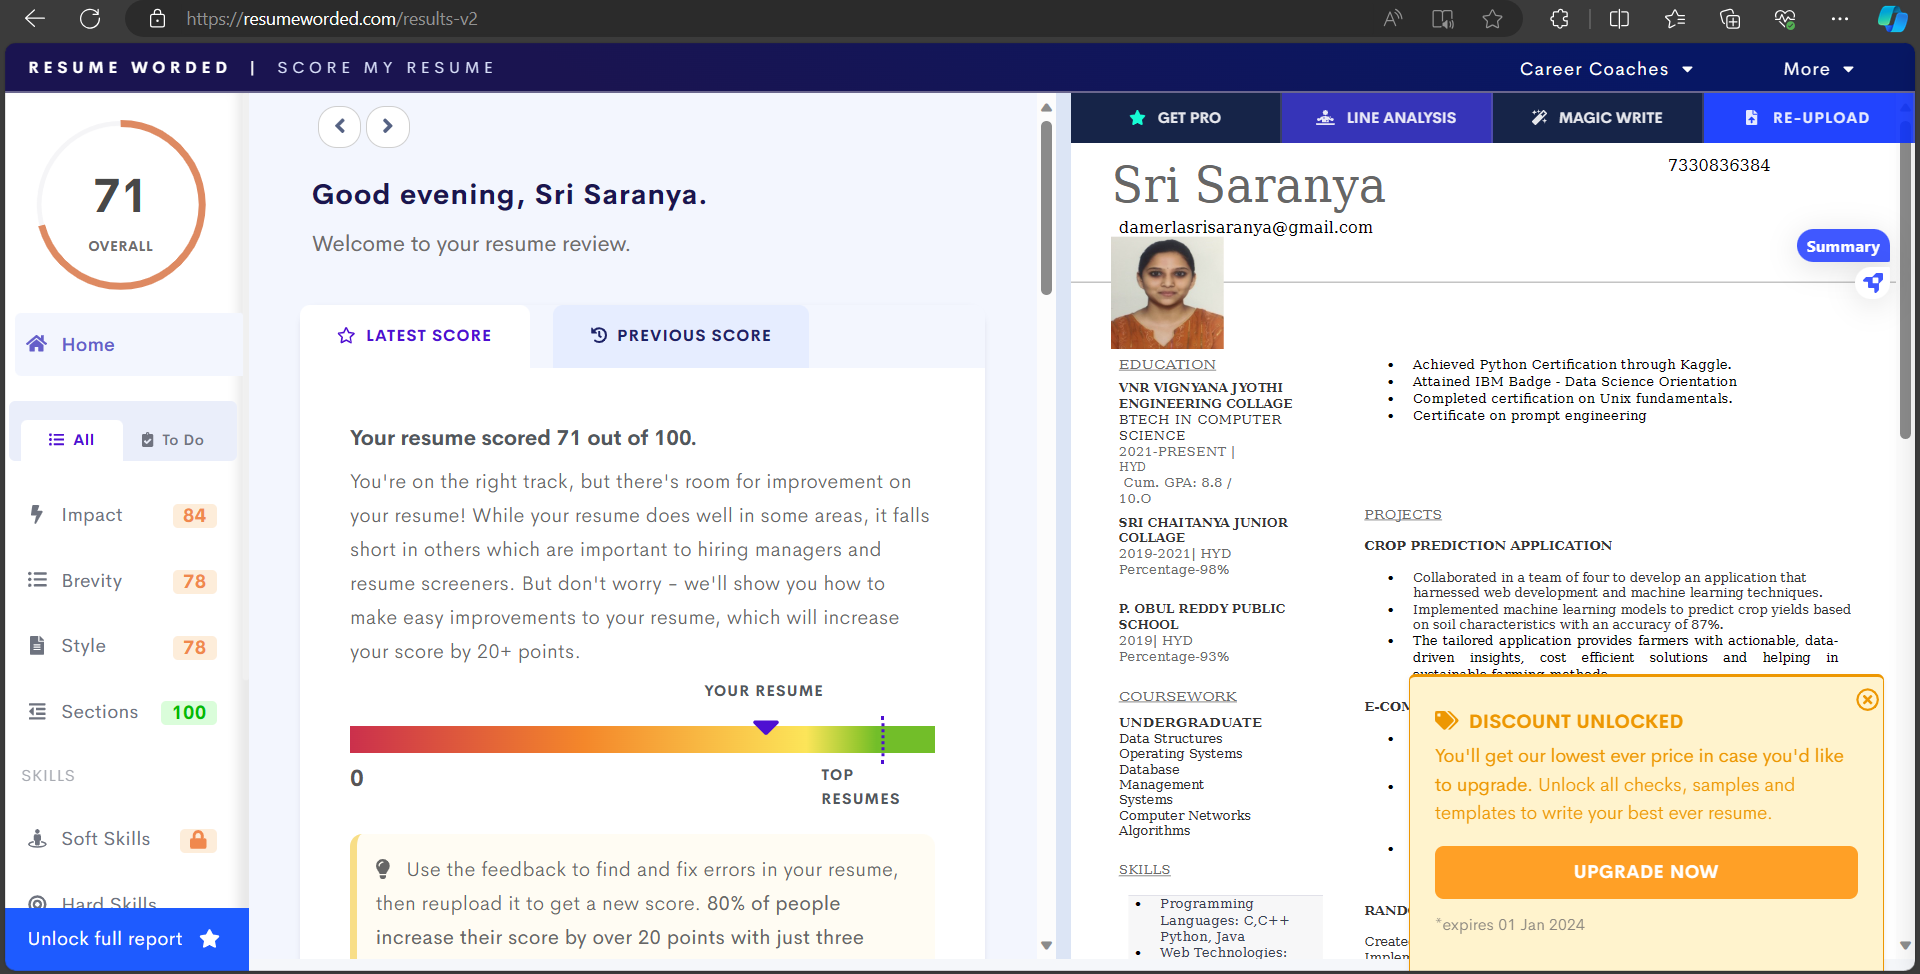 https://resumeworded.com/results-v2
RESUME WORDED | SCORE MY RESUME
Career Coaches
More
71
OVERALL
Home
All
To Do
Impact 84
Brevity 78
Style 78
Sections 100
SKILLS
Soft Skills
Hard Skills
Unlock full report
Good evening, Sri Saranya.
Welcome to your resume review.
LATEST SCORE
PREVIOUS SCORE
Your resume scored 71 out of 100.
You're on the right track, but there's room for improvement on
your resume! While your resume does well in some areas, it falls
short in others which are important to hiring managers and
resume screeners. But don't worry - we'll show you how to
make easy improvements to your resume, which will increase
your score by 20+ points.
YOUR RESUME
0
TOP
RESUMES
Use the feedback to find and fix errors in your resume,
then reupload it to get a new score. 80% of people
increase their score by over 20 points with just three
GET PRO
LINE ANALYSIS
MAGIC WRITE
RE-UPLOAD
7330836384
Sri Saranya
damerlasrisaranya@gmail.com
Summary
EDUCATION
VNR VIGNYANA JYOTHI
ENGINEERING COLLAGE
BTECH IN COMPUTER
SCIENCE
2021-PRESENT |
HYD
Cum. GPA: 8.8 /
10.O
SRI CHAITANYA JUNIOR
COLLAGE
2019-2021| HYD
Percentage-98%
P. OBUL REDDY PUBLIC
SCHOOL
2019| HYD
Percentage-93%
COURSEWORK
UNDERGRADUATE
Data Structures
Operating Systems
Database
Management
Systems
Computer Networks
Algorithms
SKILLS
• Programming
Languages: C,C++
Python, Java
• Web Technologies:
• Achieved Python Certification through Kaggle.
• Attained IBM Badge - Data Science Orientation
• Completed certification on Unix fundamentals.
• Certificate on prompt engineering
PROJECTS
CROP PREDICTION APPLICATION
• Collaborated in a team of four to develop an application that
harnessed web development and machine learning techniques.
• Implemented machine learning models to predict crop yields based
on soil characteristics with an accuracy of 87%.
• The tailored application provides farmers with actionable, data-
driven insights, cost efficient solutions and helping in
sustainable farming methods.
E-COM
RAND
Create
Implem
DISCOUNT UNLOCKED
You'll get our lowest ever price in case you'd like
to upgrade. Unlock all checks, samples and
templates to write your best ever resume.
UPGRADE NOW
*expires 01 Jan 2024